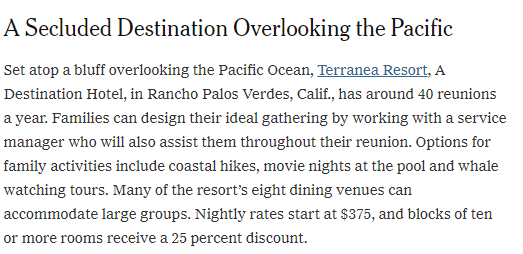 A Secluded Destination Overlooking the Pacific
Set atop a bluff overlooking the Pacific Ocean, Terranea Resort, A
Destination Hotel, in Rancho Palos Verdes, Calif., has around 40 reunions
a year. Families can design their ideal gathering by working with a service
manager who will also assist them throughout their reunion. Options for
family activities include coastal hikes, movie nights at the pool and whale
watching tours. Many of the resort’s eight dining venues can
accommodate large groups. Nightly rates start at $375, and blocks of ten
or more rooms receive a 25 percent discount.